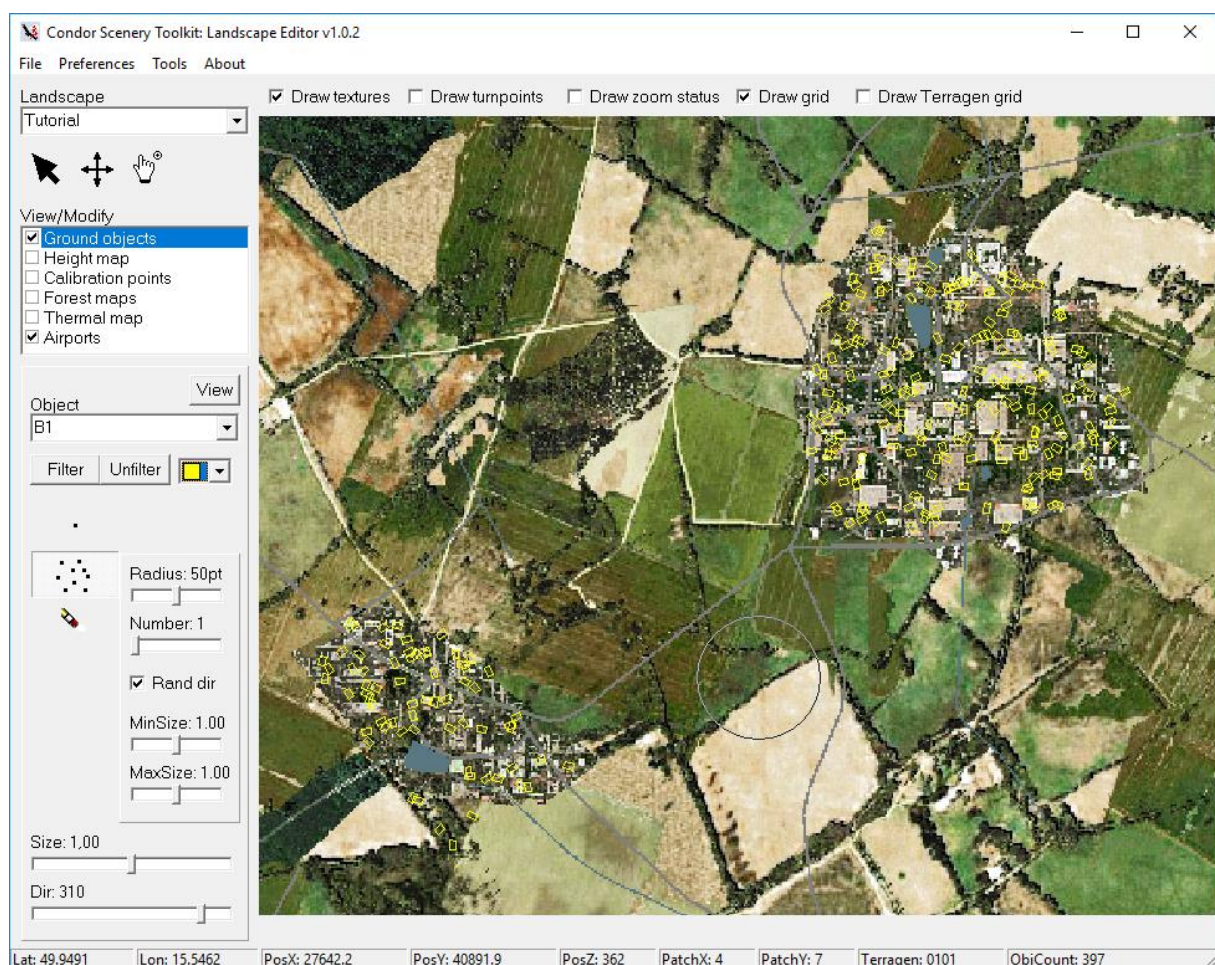 Condor Scenery Toolkit: Landscape Editor v1.0.2
File Preferences Tools About
Landscape
Draw textures Draw turnpoints Draw zoom status Draw grid Draw Terragen grid
Tutorial
View/Modify
Ground objects
Height map
Calibration points
Forest maps
Thermal map
Airports
View
Object
B1
Filter Unfilter
Radius: 50pt
Number: 1
Rand dir
MinSize: 1.00
MaxSize: 1.00
Size: 1,00
Dir: 310
Lat: 49.9491 Lon: 15.5462 PosX: 27642.2 PosY: 40891.9 PosZ: 362 PatchX: 4 PatchY: 7 Terragen: 0101 ObjCount: 397